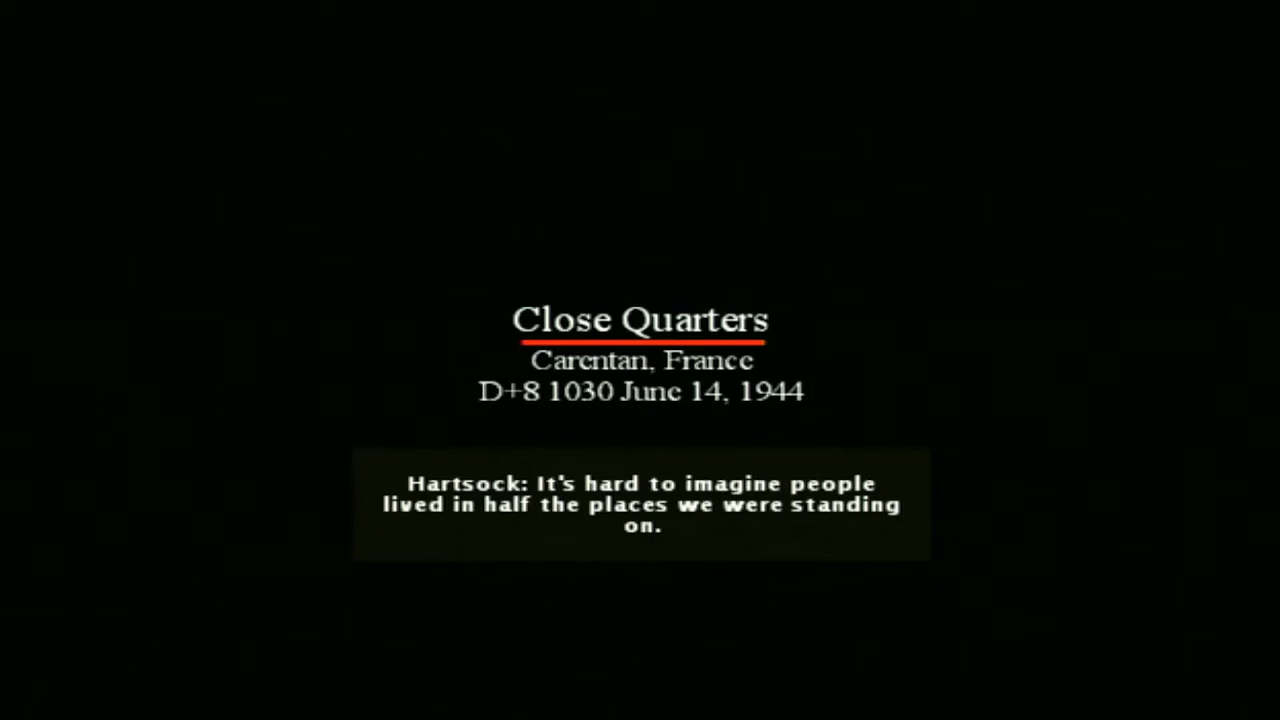 Close Quarters
Carentan, France
D+8 1030 June 14, 1944
Hartsock: It's hard to imagine people
lived in half the places we were standing
on.